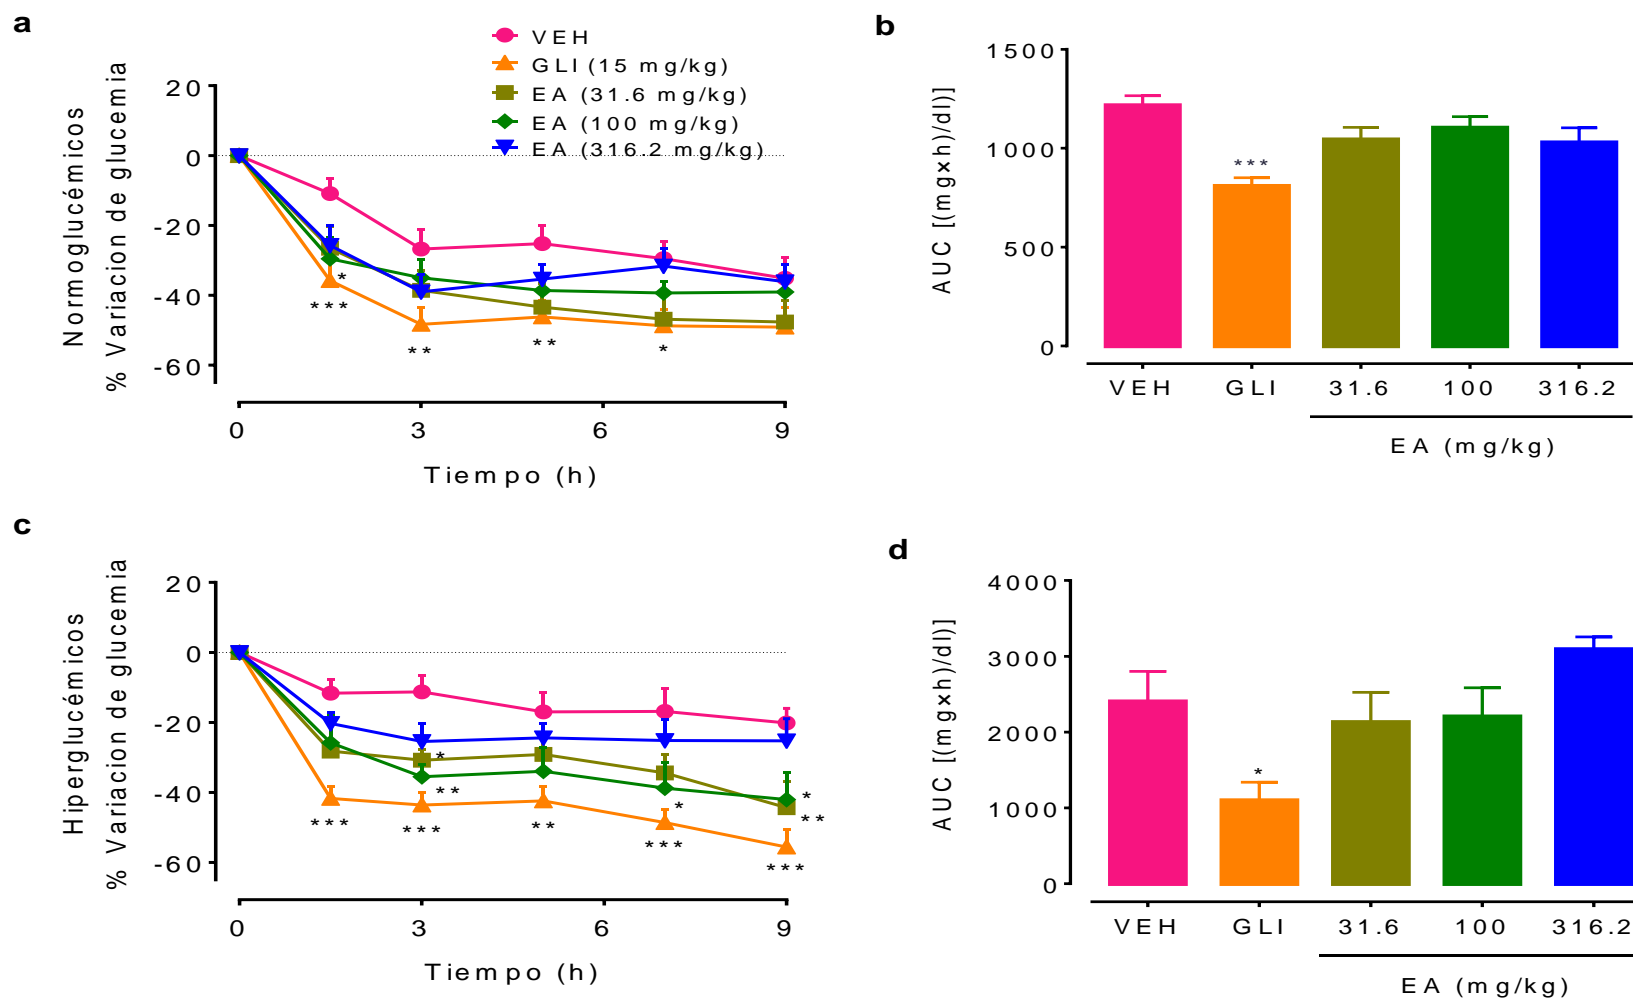 a
VEH
GLI (15 mg/kg)
EA (31.6 mg/kg)
EA (100 mg/kg)
EA (316.2 mg/kg)
Normoglucémicos
% Variacion de glucemia
20
0
-20
-40
-60
*
***
**
**
*
0
3
6
9
Tiempo (h)
b
AUC [(mg×h)/dl)]
1500
1000
500
0
***
VEH
GLI
31.6
100
316.2
EA (mg/kg)
c
Hiperglucémicos
% Variacion de glucemia
20
0
-20
-40
-60
*
**
*
*
**
***
***
**
***
***
0
3
6
9
Tiempo (h)
d
AUC [(mg×h)/dl)]
4000
3000
2000
1000
0
*
VEH
GLI
31.6
100
316.2
EA (mg/kg)